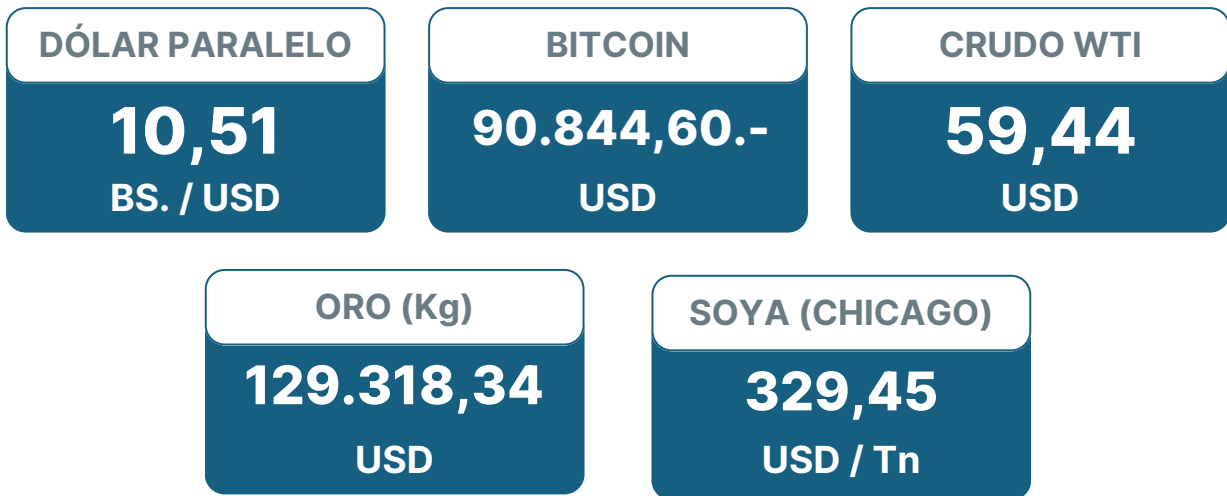 DÓLAR PARALELO
10,51
BS. / USD
BITCOIN
90.844,60.-
USD
CRUDO WTI
59,44
USD
ORO (Kg)
129.318,34
USD
SOYA (CHICAGO)
329,45
USD / Tn